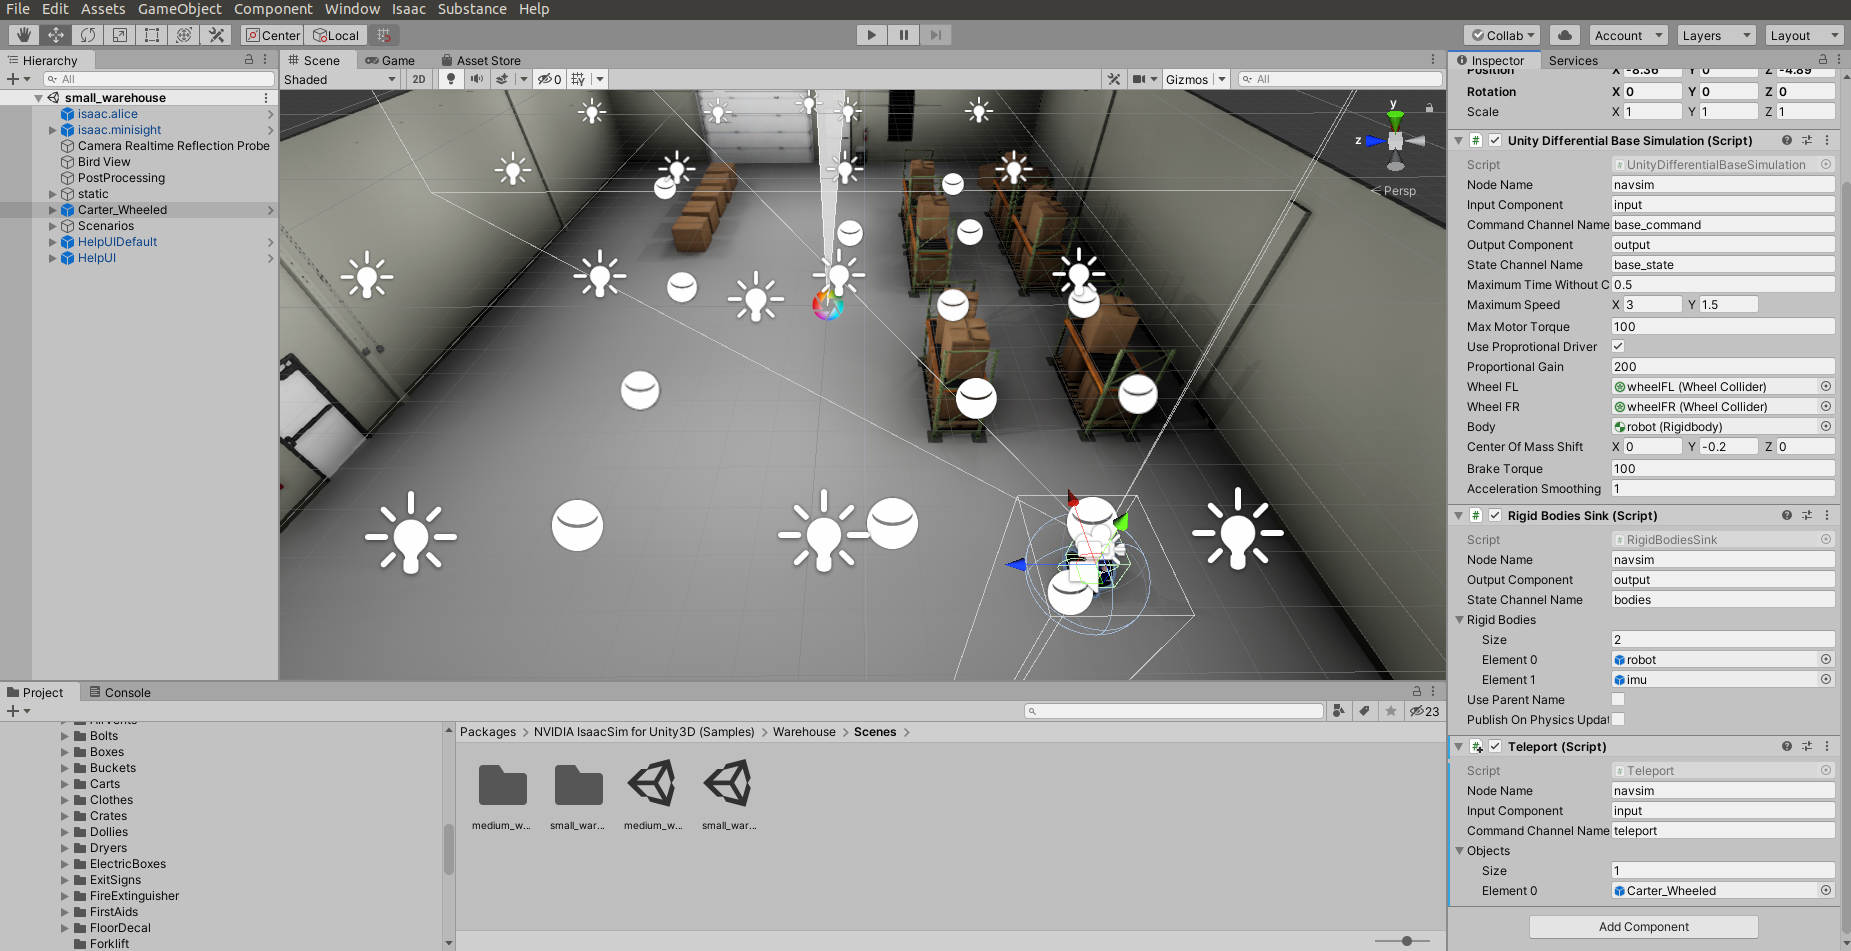 File Edit Assets GameObject Component Window Isaac Substance Help
Center Local
Collab Account Layers Layout
Hierarchy
All
small_warehouse
isaac.alice
isaac.minisight
Camera Realtime Reflection Probe
Bird View
PostProcessing
static
Carter_Wheeled
Scenarios
HelpUIDefault
HelpUI
Scene Game Asset Store
Shaded 2D 0 Gizmos All
y
z
Persp
Inspector Services
Position X -8.36 Y 0 Z -4.89
Rotation X 0 Y 0 Z 0
Scale X 1 Y 1 Z 1
Unity Differential Base Simulation (Script)
Script UnityDifferentialBaseSimulation
Node Name navsim
Input Component input
Command Channel Name base_command
Output Component output
State Channel Name base_state
Maximum Time Without C 0.5
Maximum Speed X 3 Y 1.5
Max Motor Torque 100
Use Proprotional Driver
Proportional Gain 200
Wheel FL wheelFL (Wheel Collider)
Wheel FR wheelFR (Wheel Collider)
Body robot (Rigidbody)
Center Of Mass Shift X 0 Y -0.2 Z 0
Brake Torque 100
Acceleration Smoothing 1
Rigid Bodies Sink (Script)
Script RigidBodiesSink
Node Name navsim
Output Component output
State Channel Name bodies
Rigid Bodies
Size 2
Element 0 robot
Element 1 imu
Use Parent Name
Publish On Physics Updat
Teleport (Script)
Script Teleport
Node Name navsim
Input Component input
Command Channel Name teleport
Objects
Size 1
Element 0 Carter_Wheeled
Add Component
Project Console
23
AirVents
Bolts
Boxes
Buckets
Carts
Clothes
Crates
Dollies
Dryers
ElectricBoxes
ExitSigns
FireExtinguisher
FirstAids
FloorDecal
Forklift
Packages > NVIDIA IsaacSim for Unity3D (Samples) > Warehouse > Scenes >
medium_w... small_war... medium_w... small_war...